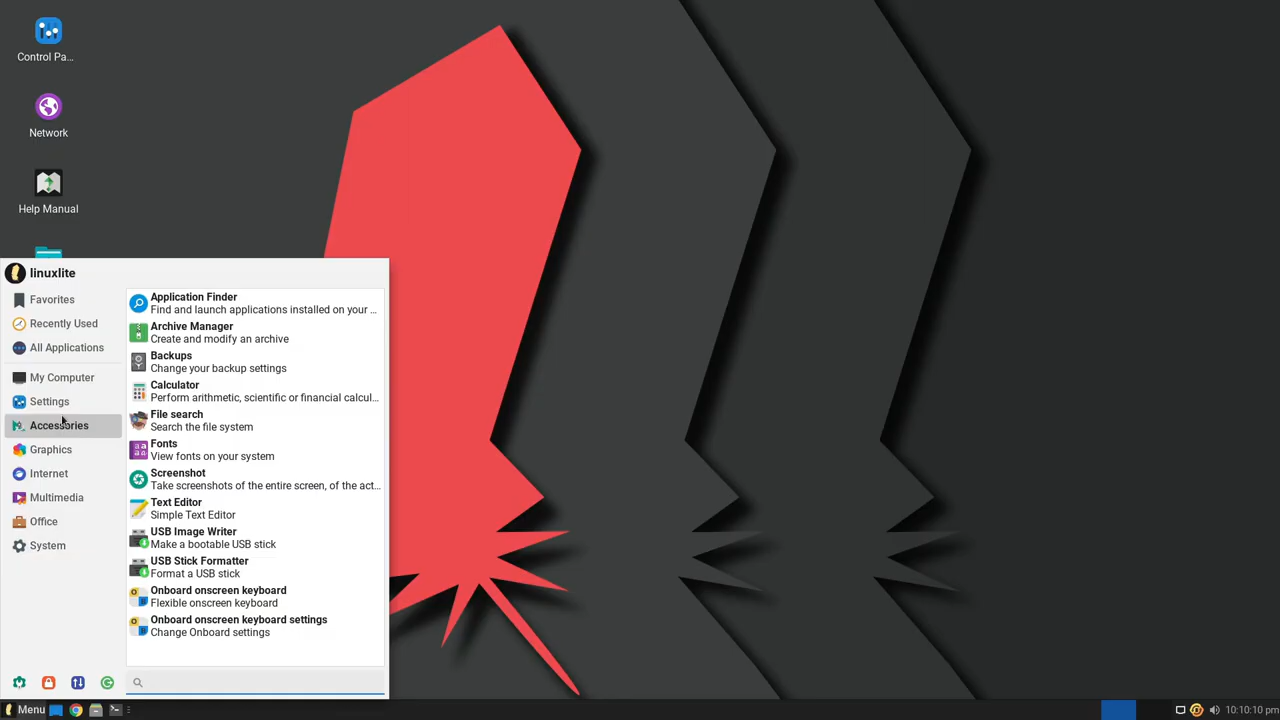 Control Pa...
Network
Help Manual
linuxlite
Favorites
Recently Used
All Applications
My Computer
Settings
Accessories
Graphics
Internet
Multimedia
Office
System
Application Finder
Find and launch applications installed on your ...
Archive Manager
Create and modify an archive
Backups
Change your backup settings
Calculator
Perform arithmetic, scientific or financial calcul...
File search
Search the file system
Fonts
View fonts on your system
Screenshot
Take screenshots of the entire screen, of the act...
Text Editor
Simple Text Editor
USB Image Writer
Make a bootable USB stick
USB Stick Formatter
Format a USB stick
Onboard onscreen keyboard
Flexible onscreen keyboard
Onboard onscreen keyboard settings
Change Onboard settings
Menu
10:10:10 pm